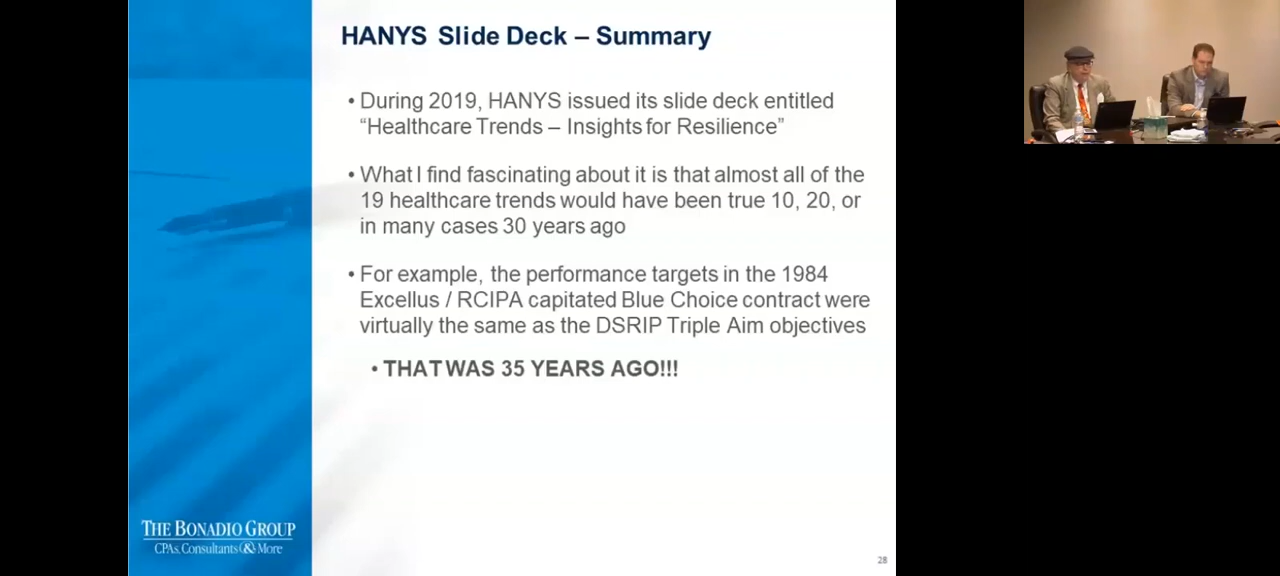 HANYS Slide Deck – Summary
• During 2019, HANYS issued its slide deck entitled
“Healthcare Trends – Insights for Resilience”
• What I find fascinating about it is that almost all of the
19 healthcare trends would have been true 10, 20, or
in many cases 30 years ago
• For example, the performance targets in the 1984
Excellus / RCIPA capitated Blue Choice contract were
virtually the same as the DSRIP Triple Aim objectives
• THAT WAS 35 YEARS AGO!!!
THE BONADIO GROUP
CPAs, Consultants & More
28